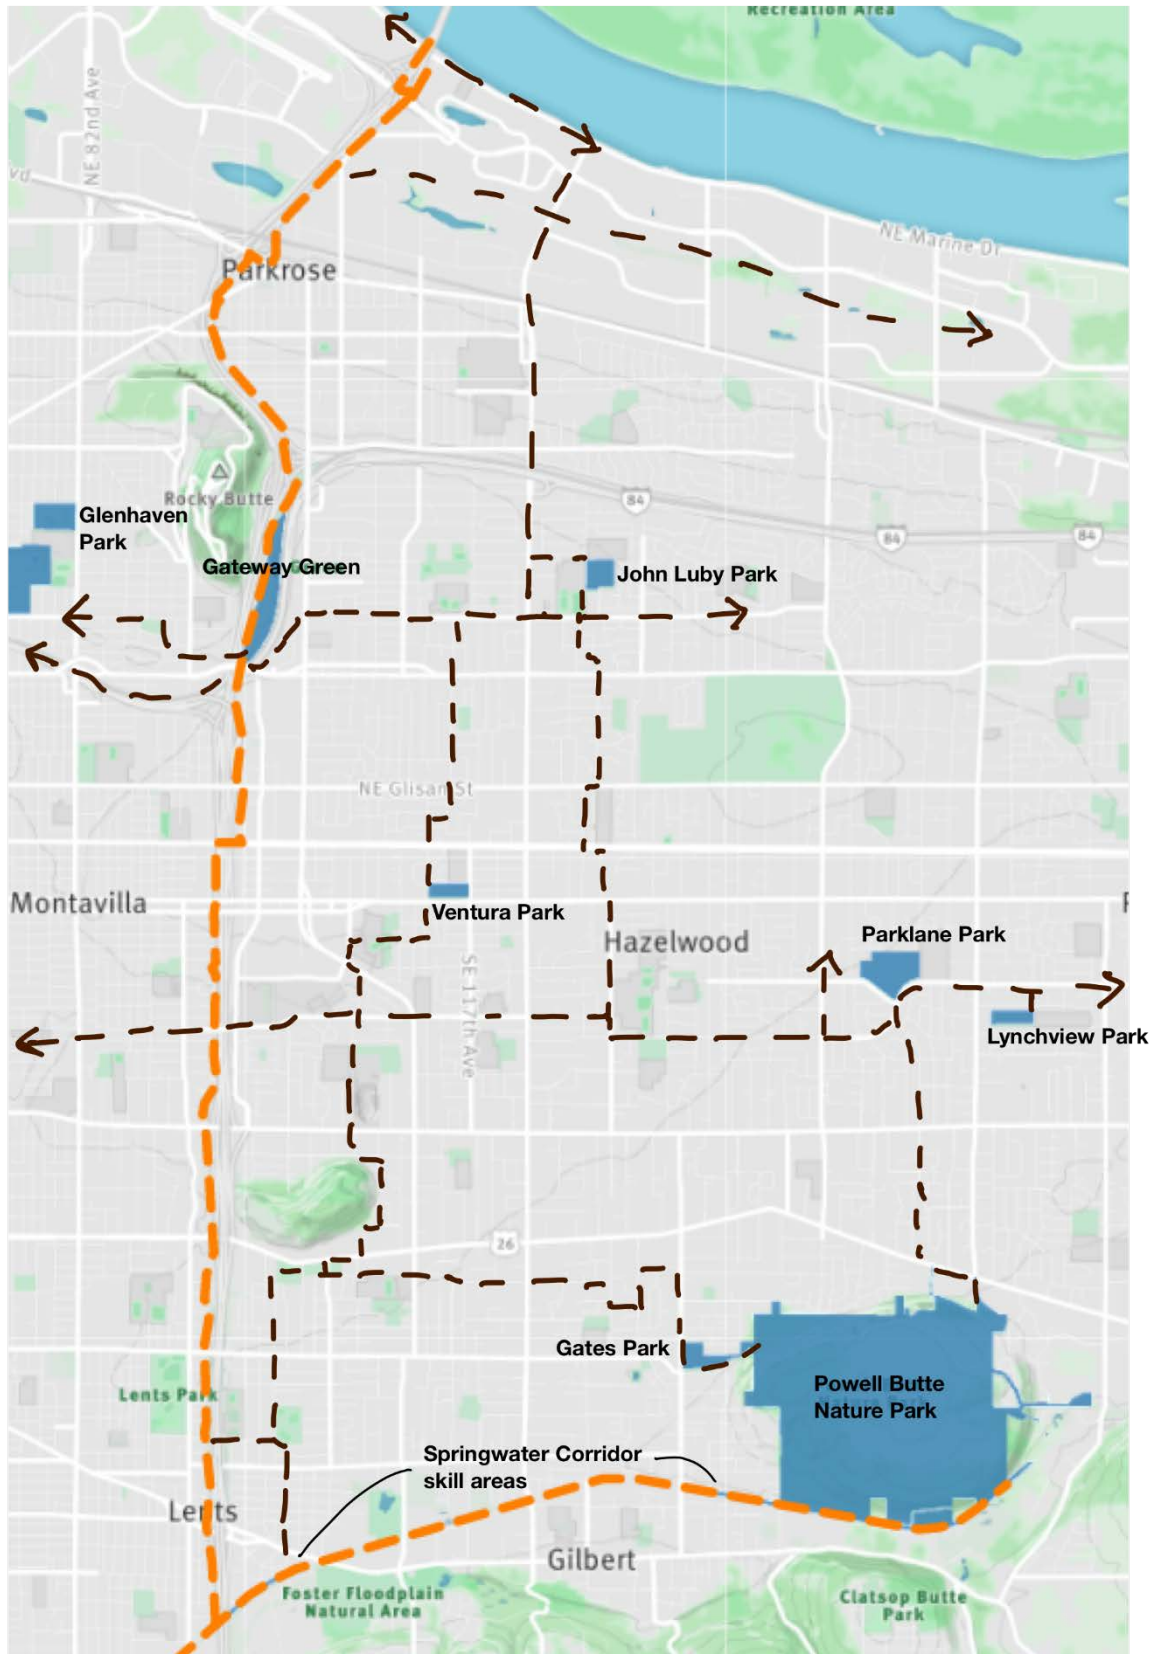 Recreation Area
NE 82nd Ave
vd
NE Marine Dr
Parkrose
Rocky Butte
84
84
84
Glenhaven
Park
Gateway Green
John Luby Park
NE Glisan St
Montavilla
Ventura Park
Hazelwood
Parklane Park
SE 117th Ave
Lynchview Park
26
Gates Park
Powell Butte
Nature Park
Lents Park
Springwater Corridor
skill areas
Lents
Gilbert
Foster Floodplain
Natural Area
Clatsop Butte
Park